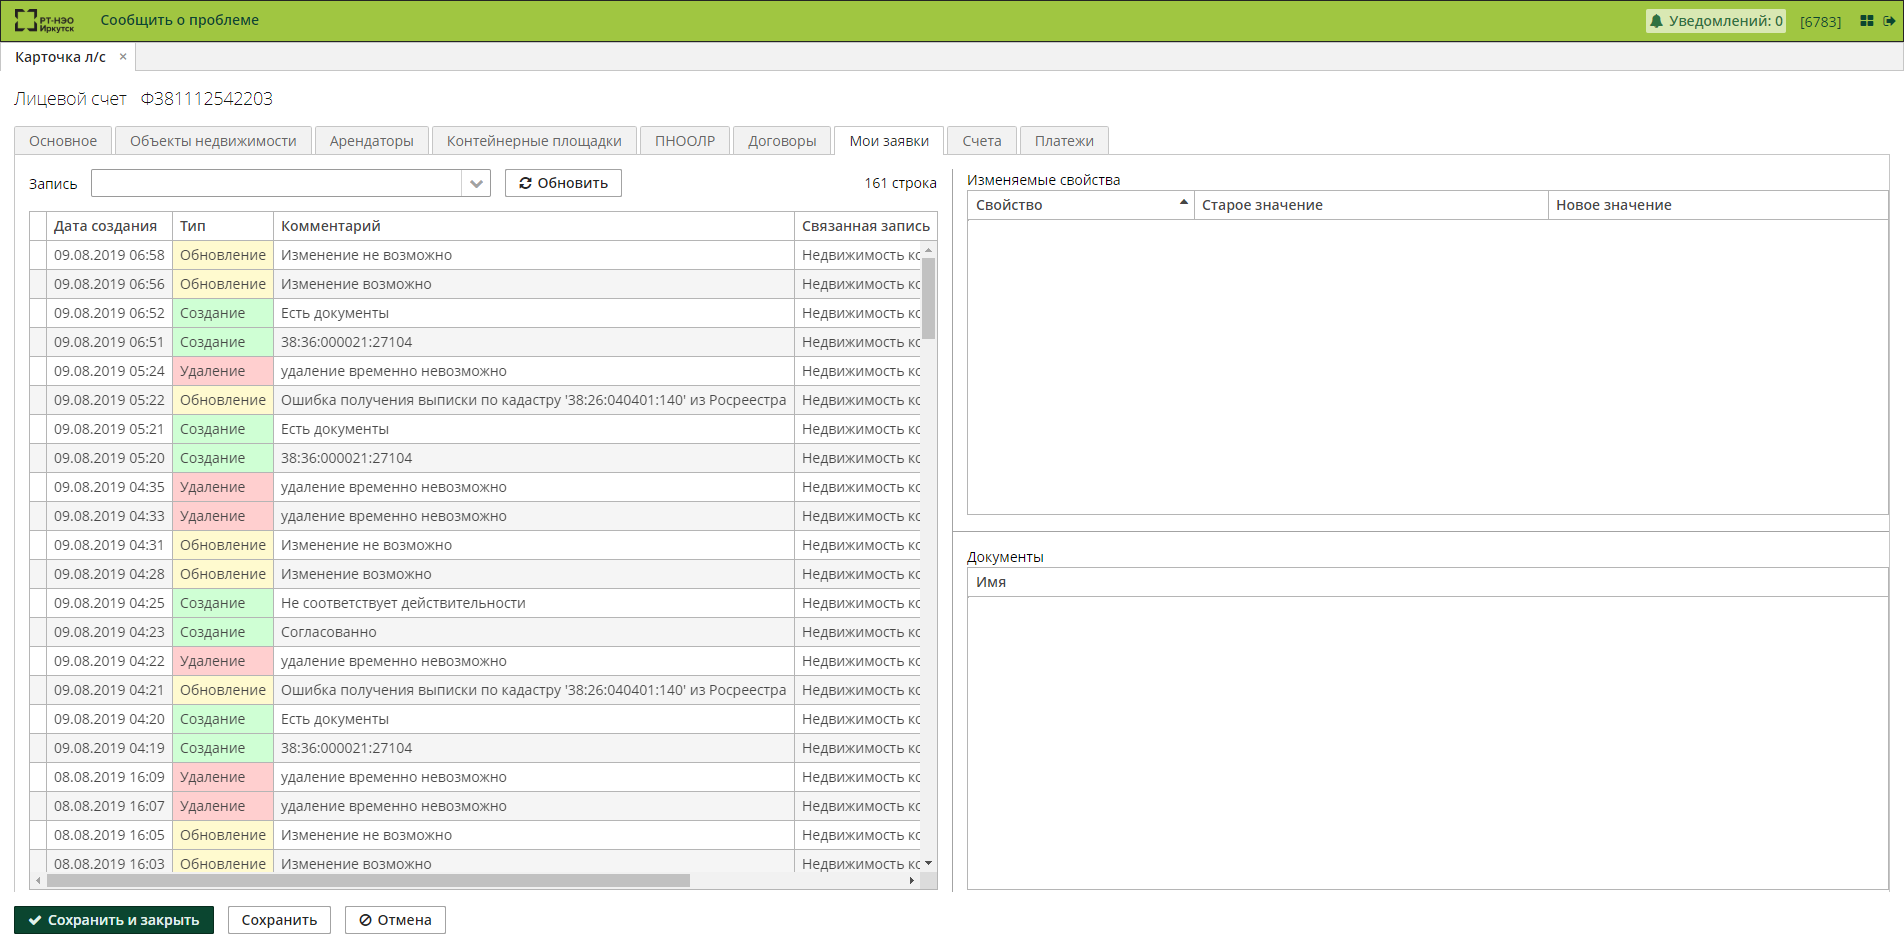 РТ-НЭО
Иркутск
Сообщить о проблеме
Уведомлений: 0
[6783]
Карточка л/с ×
Лицевой счет Ф381112542203
Основное Объекты недвижимости Арендаторы Контейнерные площадки ПНООЛР Договоры Мои заявки Счета Платежи
Запись Обновить 161 строка
Дата создания Тип Комментарий Связанная запись
09.08.2019 06:58 Обновление Изменение не возможно Недвижимость кс
09.08.2019 06:56 Обновление Изменение возможно Недвижимость кс
09.08.2019 06:52 Создание Есть документы Недвижимость кс
09.08.2019 06:51 Создание 38:36:000021:27104 Недвижимость кс
09.08.2019 05:24 Удаление удаление временно невозможно Недвижимость кс
09.08.2019 05:22 Обновление Ошибка получения выписки по кадастру '38:26:040401:140' из Росреестра Недвижимость кс
09.08.2019 05:21 Создание Есть документы Недвижимость кс
09.08.2019 05:20 Создание 38:36:000021:27104 Недвижимость кс
09.08.2019 04:35 Удаление удаление временно невозможно Недвижимость кс
09.08.2019 04:33 Удаление удаление временно невозможно Недвижимость кс
09.08.2019 04:31 Обновление Изменение не возможно Недвижимость кс
09.08.2019 04:28 Обновление Изменение возможно Недвижимость кс
09.08.2019 04:25 Создание Не соответствует действительности Недвижимость кс
09.08.2019 04:23 Создание Согласованно Недвижимость кс
09.08.2019 04:22 Удаление удаление временно невозможно Недвижимость кс
09.08.2019 04:21 Обновление Ошибка получения выписки по кадастру '38:26:040401:140' из Росреестра Недвижимость кс
09.08.2019 04:20 Создание Есть документы Недвижимость кс
09.08.2019 04:19 Создание 38:36:000021:27104 Недвижимость кс
08.08.2019 16:09 Удаление удаление временно невозможно Недвижимость кс
08.08.2019 16:07 Удаление удаление временно невозможно Недвижимость кс
08.08.2019 16:05 Обновление Изменение не возможно Недвижимость кс
08.08.2019 16:03 Обновление Изменение возможно Недвижимость кс
Изменяемые свойства
Свойство Старое значение Новое значение
Документы
Имя
Сохранить и закрыть Сохранить Отмена